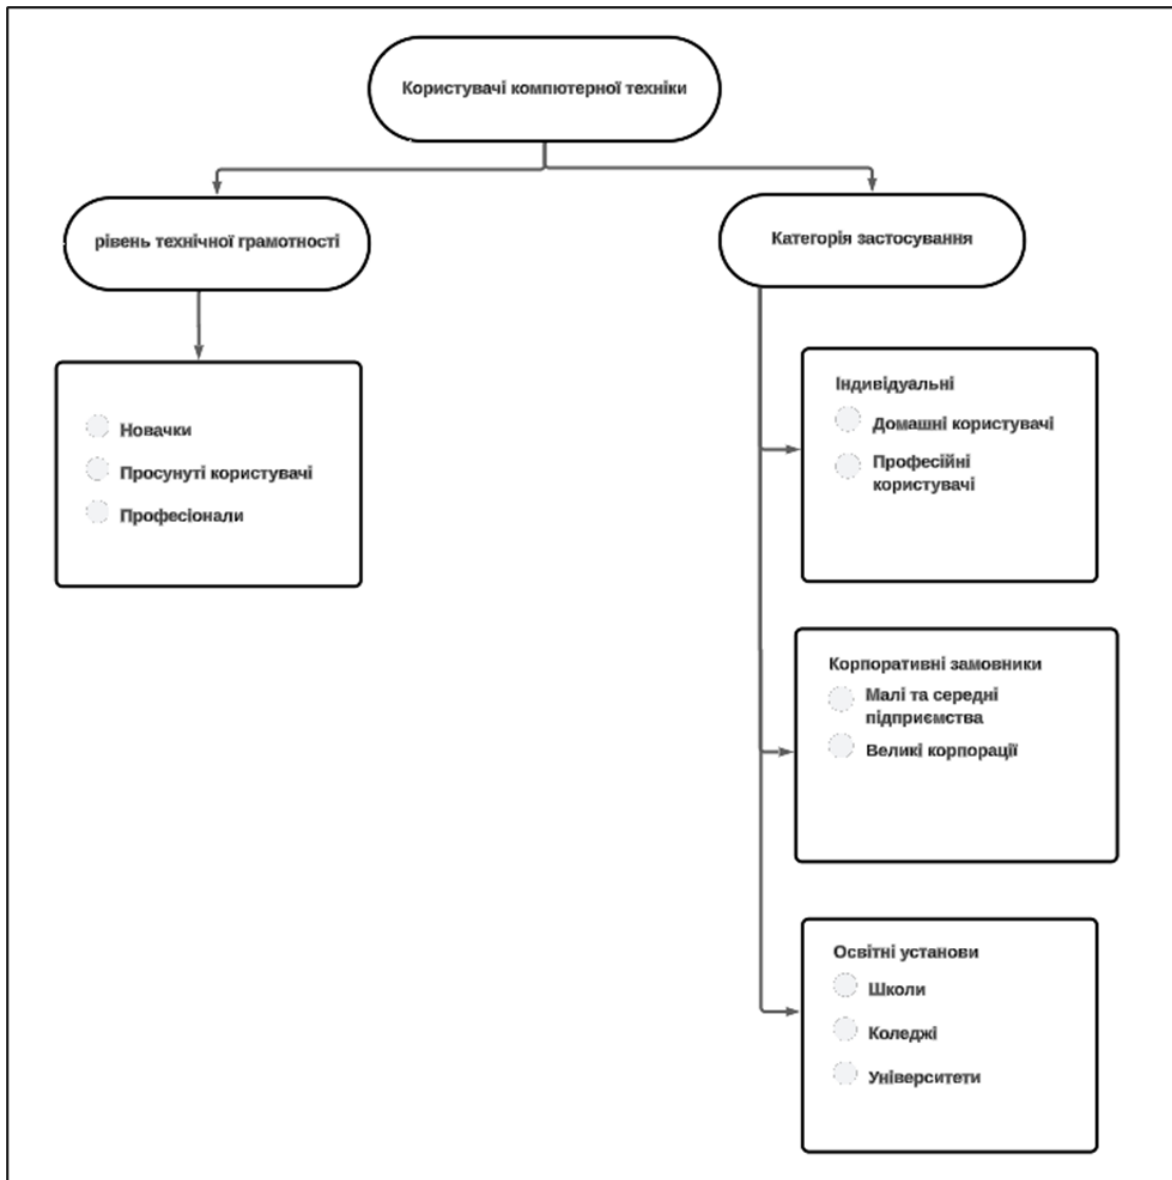 Користувачі компютерної техніки
рівень технічної грамотності
Категорія застосування
Новачки
Просунуті користувачі
Професіонали
Індивідуальні
Домашні користувачі
Професійні
користувачі
Корпоративні замовники
Малі та середні
підприємства
Великі корпорації
Освітні установи
Школи
Коледжі
Університети